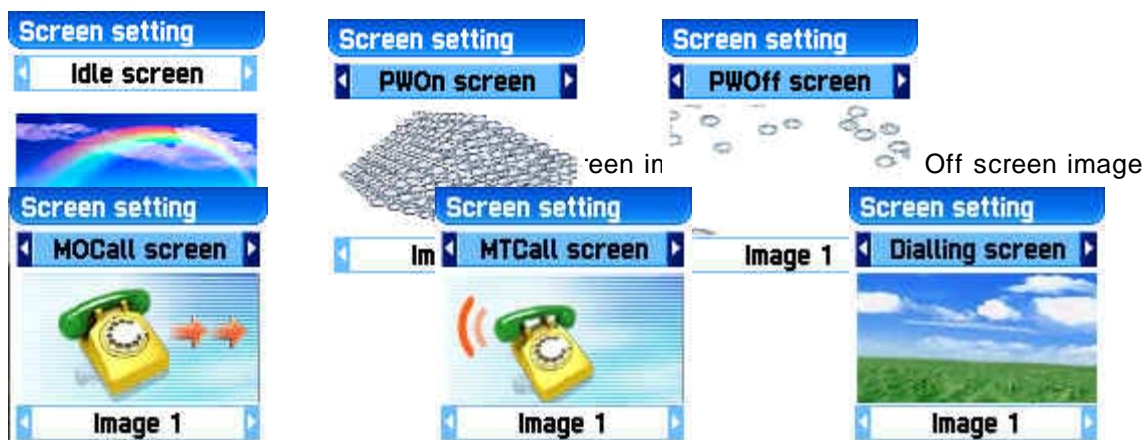 Screen setting
Idle screen
Screen setting
PWOn screen
Screen setting
PWOff screen
Off screen image
Screen setting
MOCall screen
Image 1
Screen setting
MTCall screen
Image 1
Screen setting
Dialling screen
Image 1
Image 1